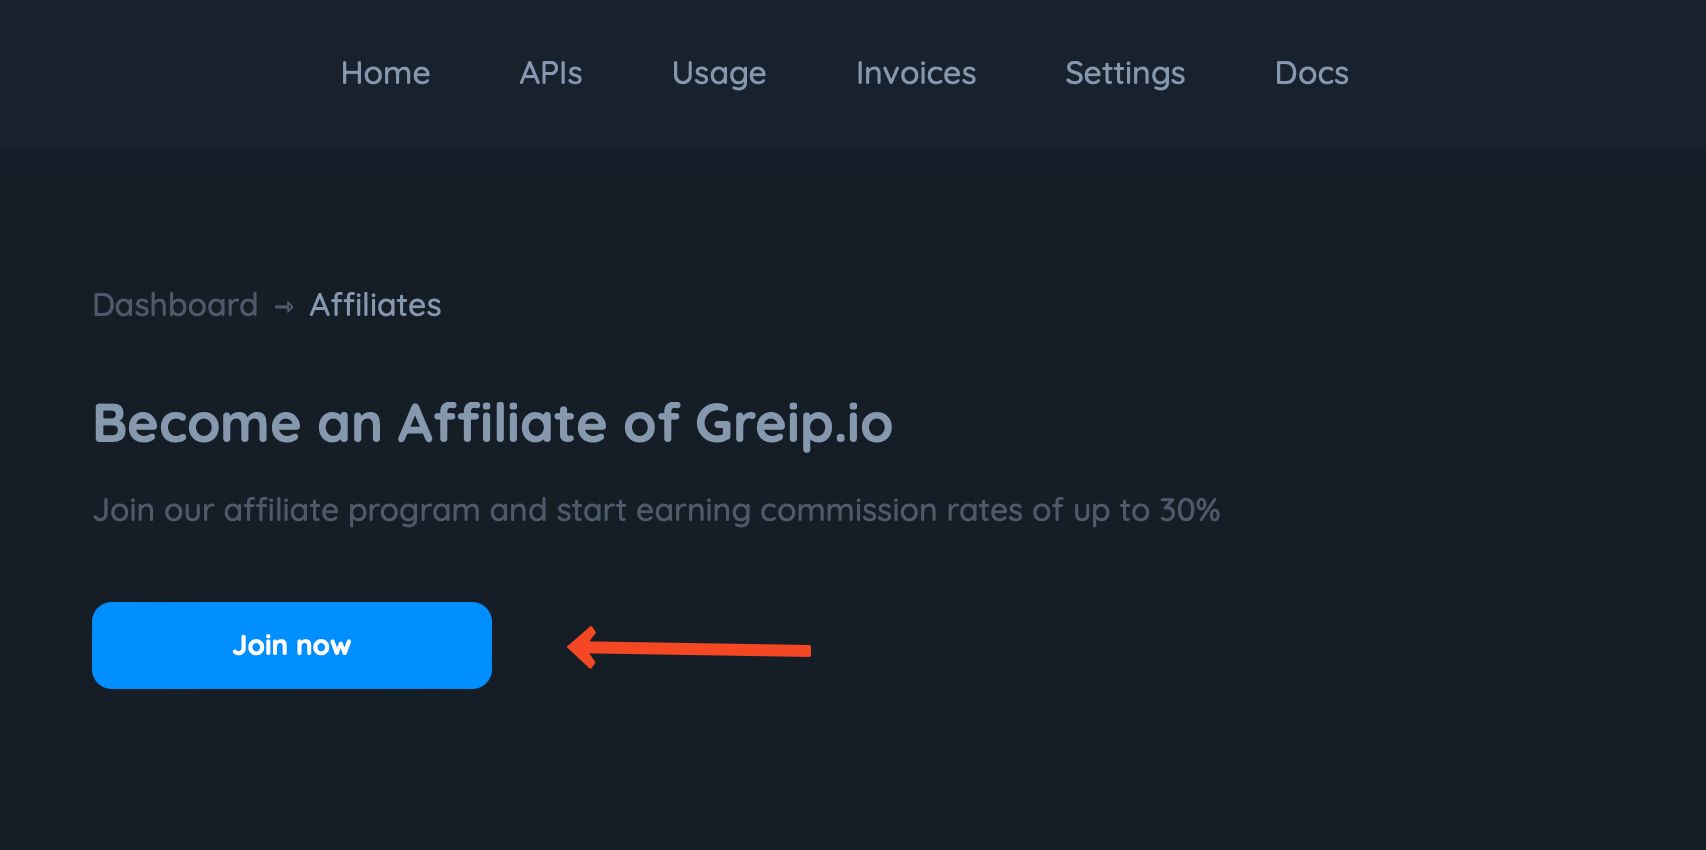 Home APIs Usage Invoices Settings Docs
Dashboard → Affiliates
Become an Affiliate of Greip.io
Join our affiliate program and start earning commission rates of up to 30%
Join now